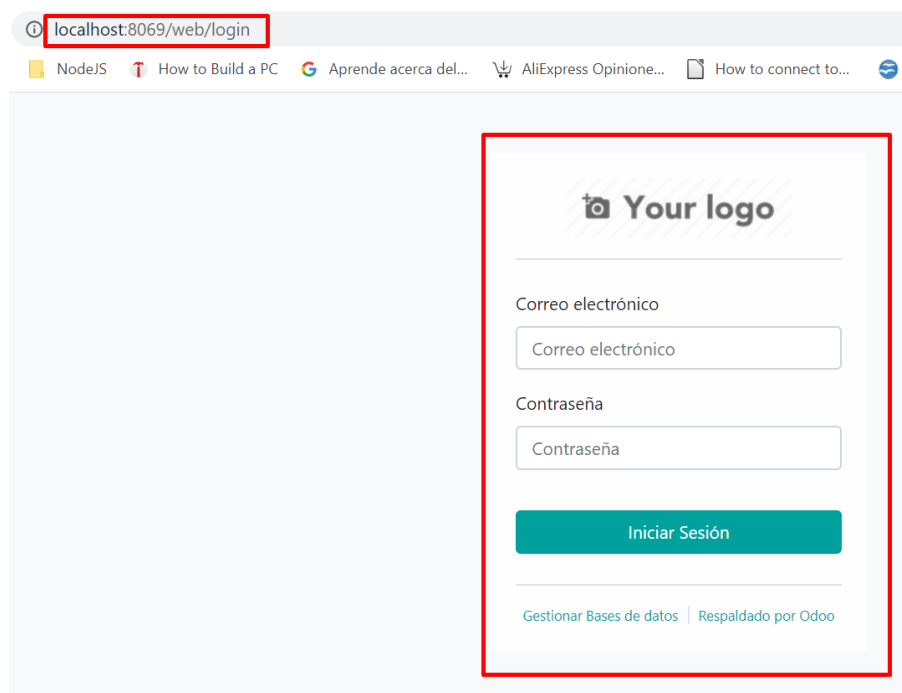 localhost:8069/web/login
NodeJS How to Build a PC Aprende acerca del... AliExpress Opinione... How to connect to...
Your logo
Correo electrónico
Correo electrónico
Contraseña
Contraseña
Iniciar Sesión
Gestionar Bases de datos Respaldado por Odoo